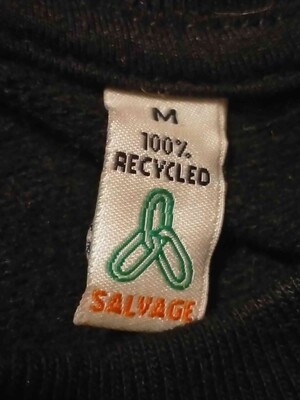 M
100%
RECYCLED
SALVAGE